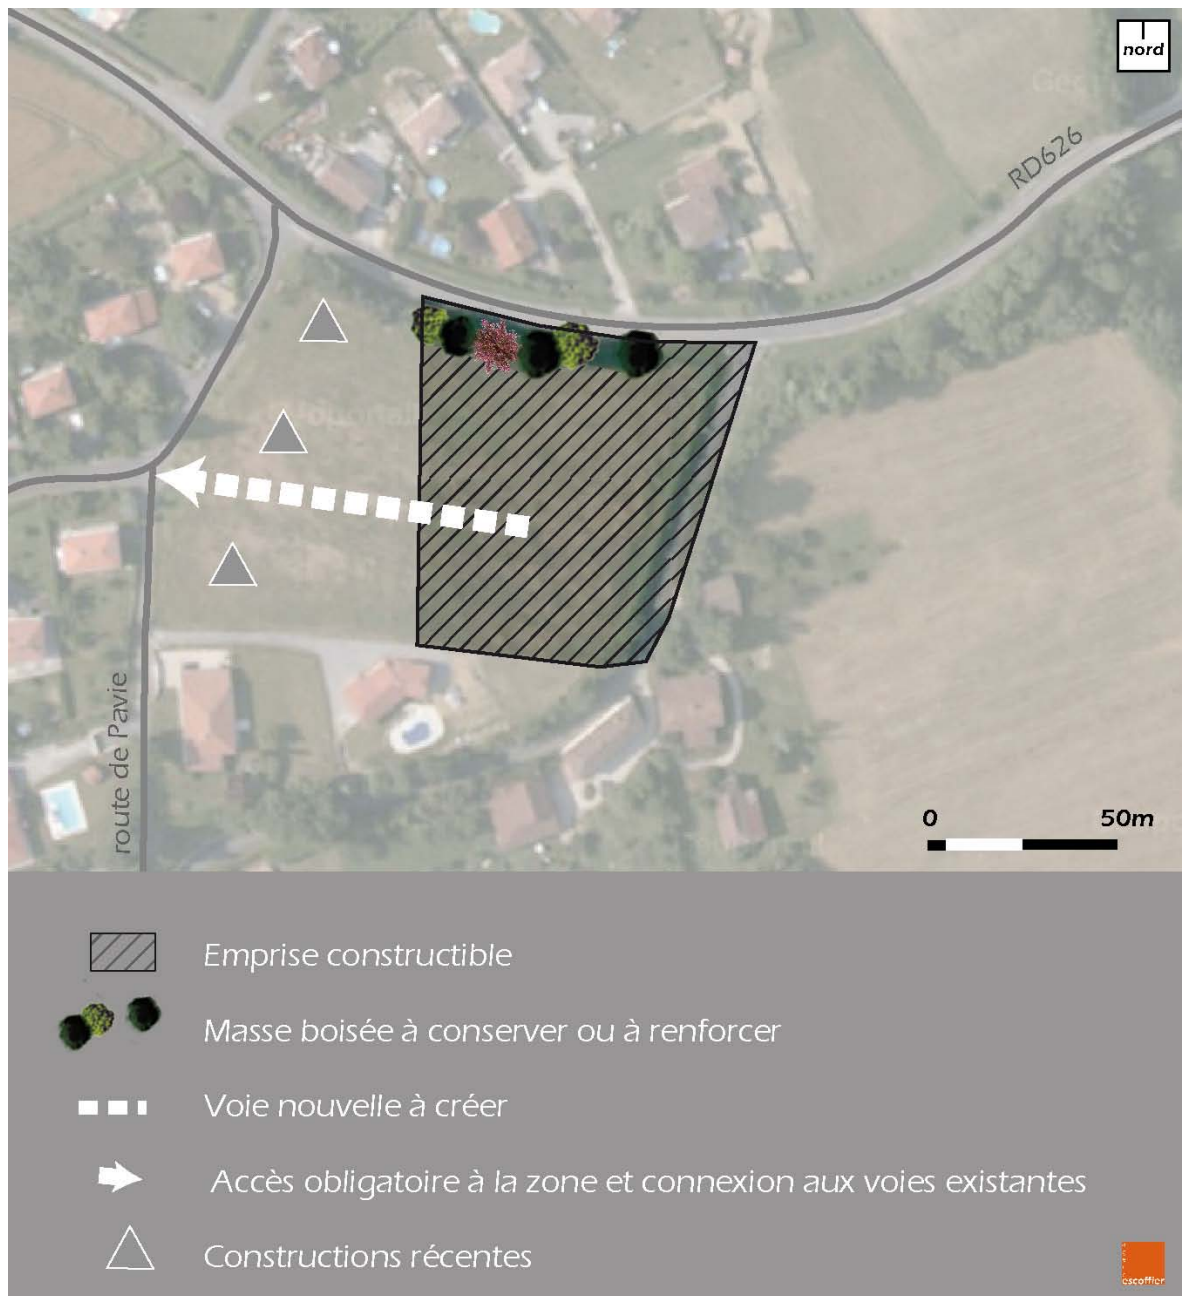 nord
RD626
route de Pavie
0 50m
Emprise constructible
Masse boisée à conserver ou à renforcer
Voie nouvelle à créer
Accès obligatoire à la zone et connexion aux voies existantes
Constructions récentes
escoffier